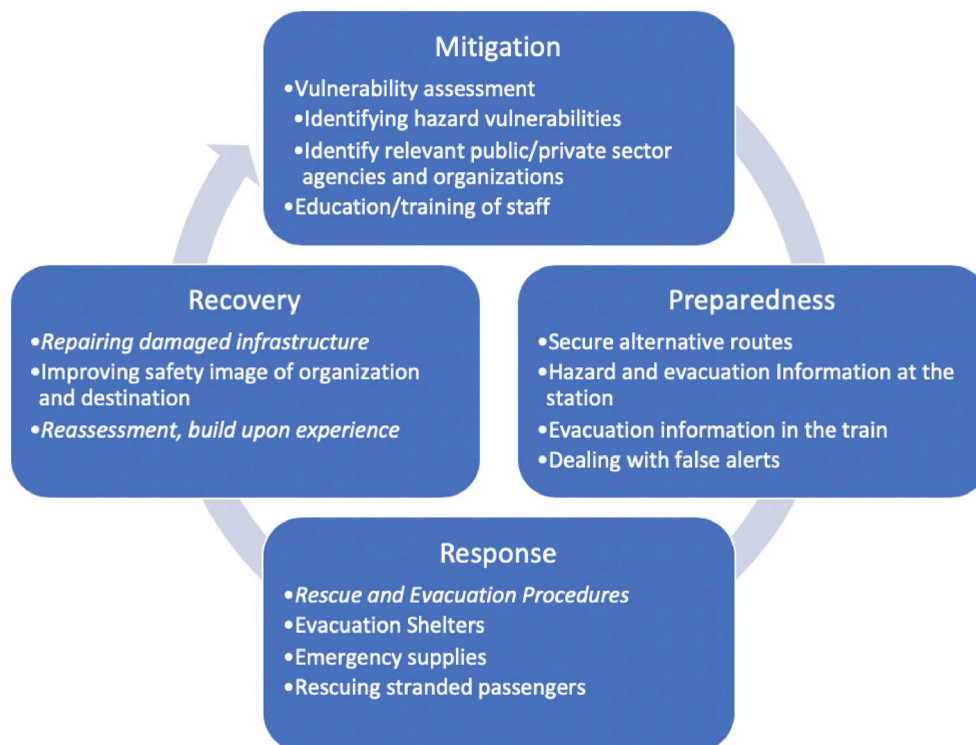 Mitigation
•Vulnerability assessment
•Identifying hazard vulnerabilities
•Identify relevant public/private sector
agencies and organizations
•Education/training of staff
Recovery
•Repairing damaged infrastructure
•Improving safety image of organization
and destination
•Reassessment, build upon experience
Preparedness
•Secure alternative routes
•Hazard and evacuation Information at the
station
•Evacuation information in the train
•Dealing with false alerts
Response
•Rescue and Evacuation Procedures
•Evacuation Shelters
•Emergency supplies
•Rescuing stranded passengers